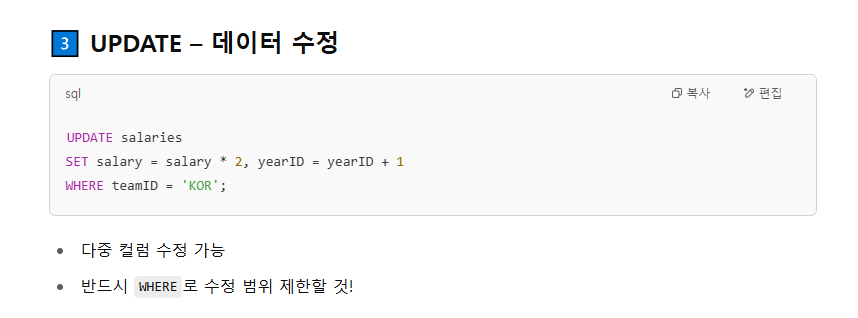 3 UPDATE – 데이터 수정
sql 복사 편집
UPDATE salaries
SET salary = salary * 2, yearID = yearID + 1
WHERE teamID = 'KOR';
• 다중 컬럼 수정 가능
• 반드시 WHERE로 수정 범위 제한할 것!